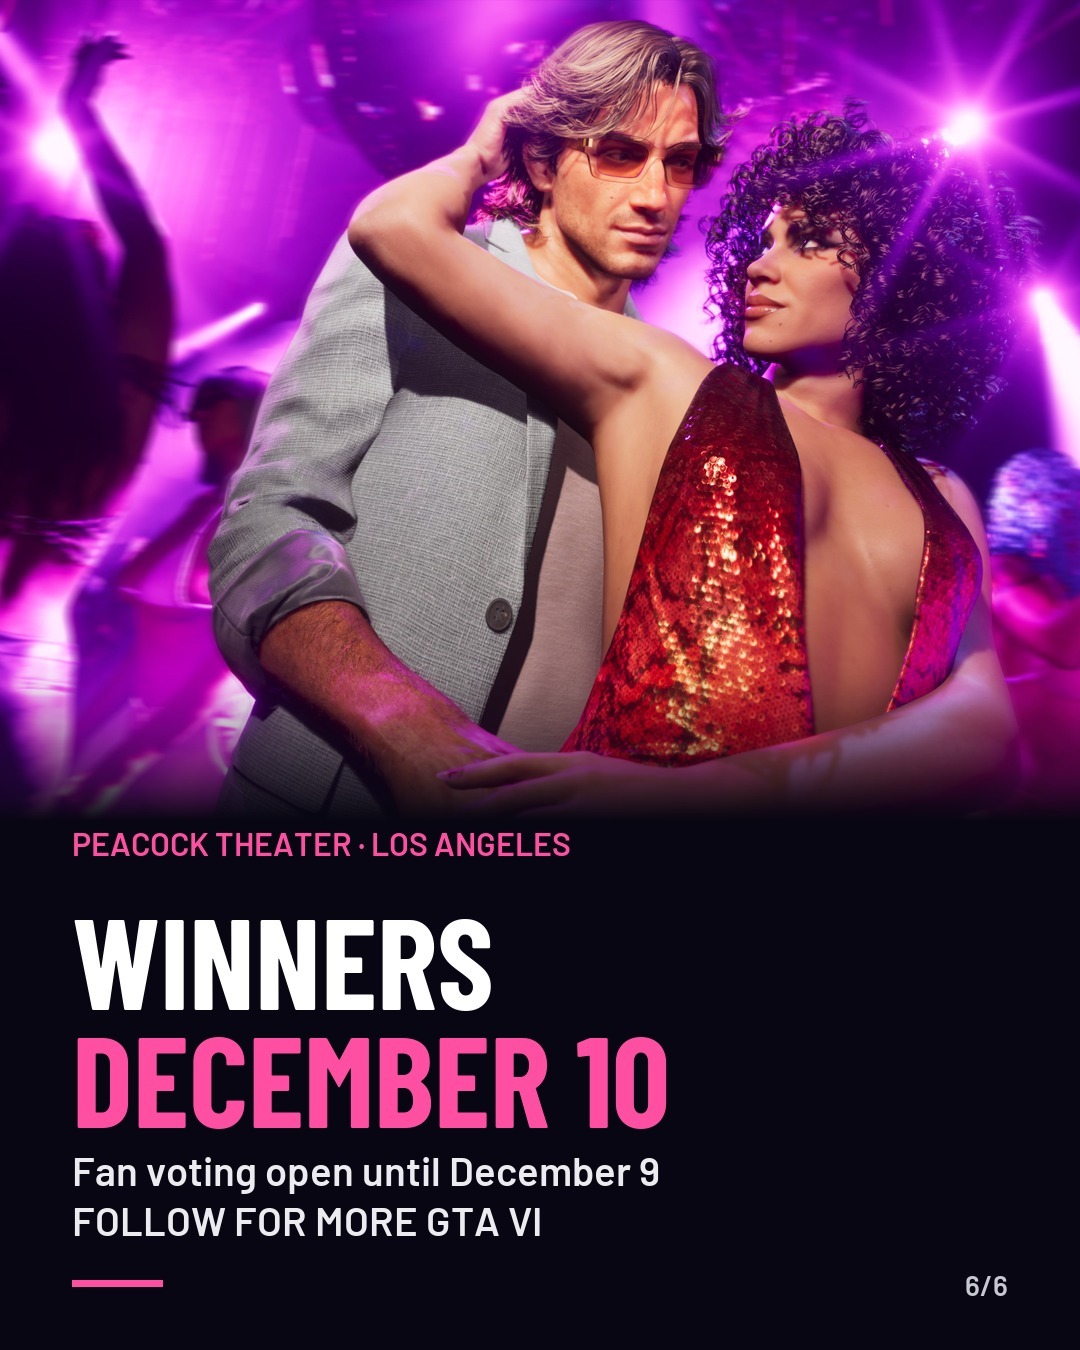 PEACOCK THEATER · LOS ANGELES
WINNERS
DECEMBER 10
Fan voting open until December 9
FOLLOW FOR MORE GTA VI
6/6